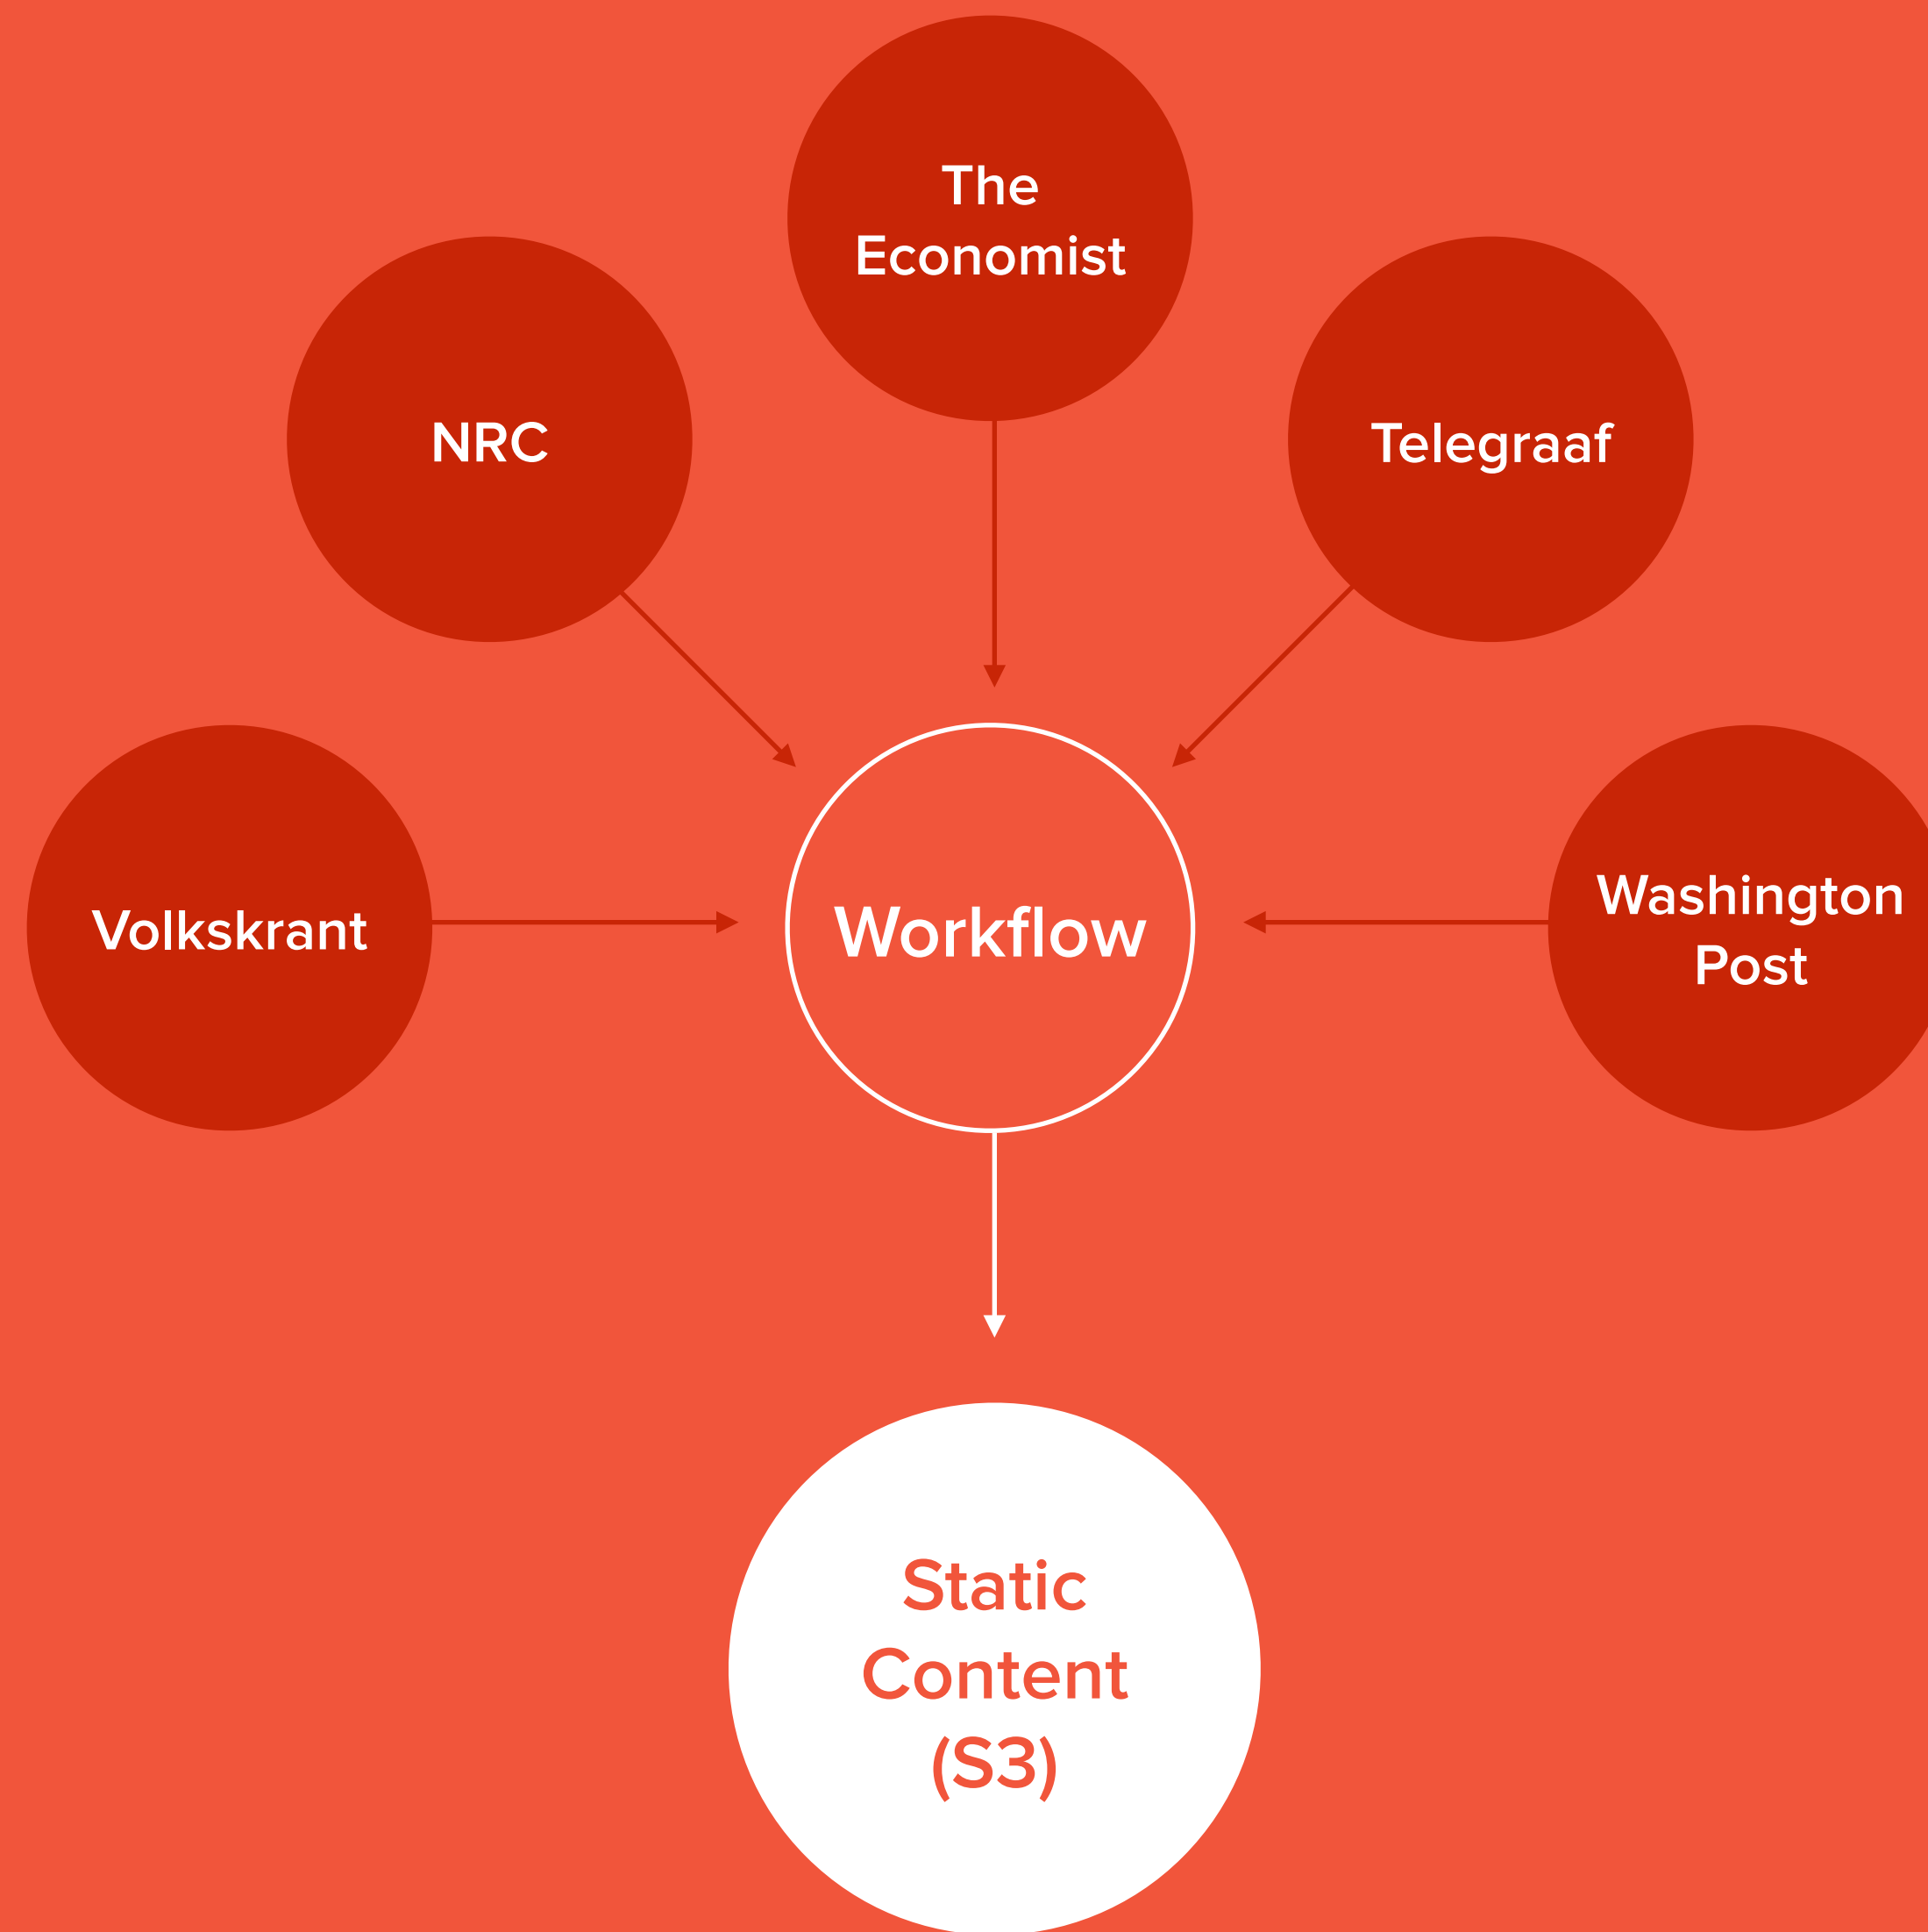 The
Economist
NRC
Telegraaf
Volkskrant
Workflow
Washington
Post
Static
Content
(S3)